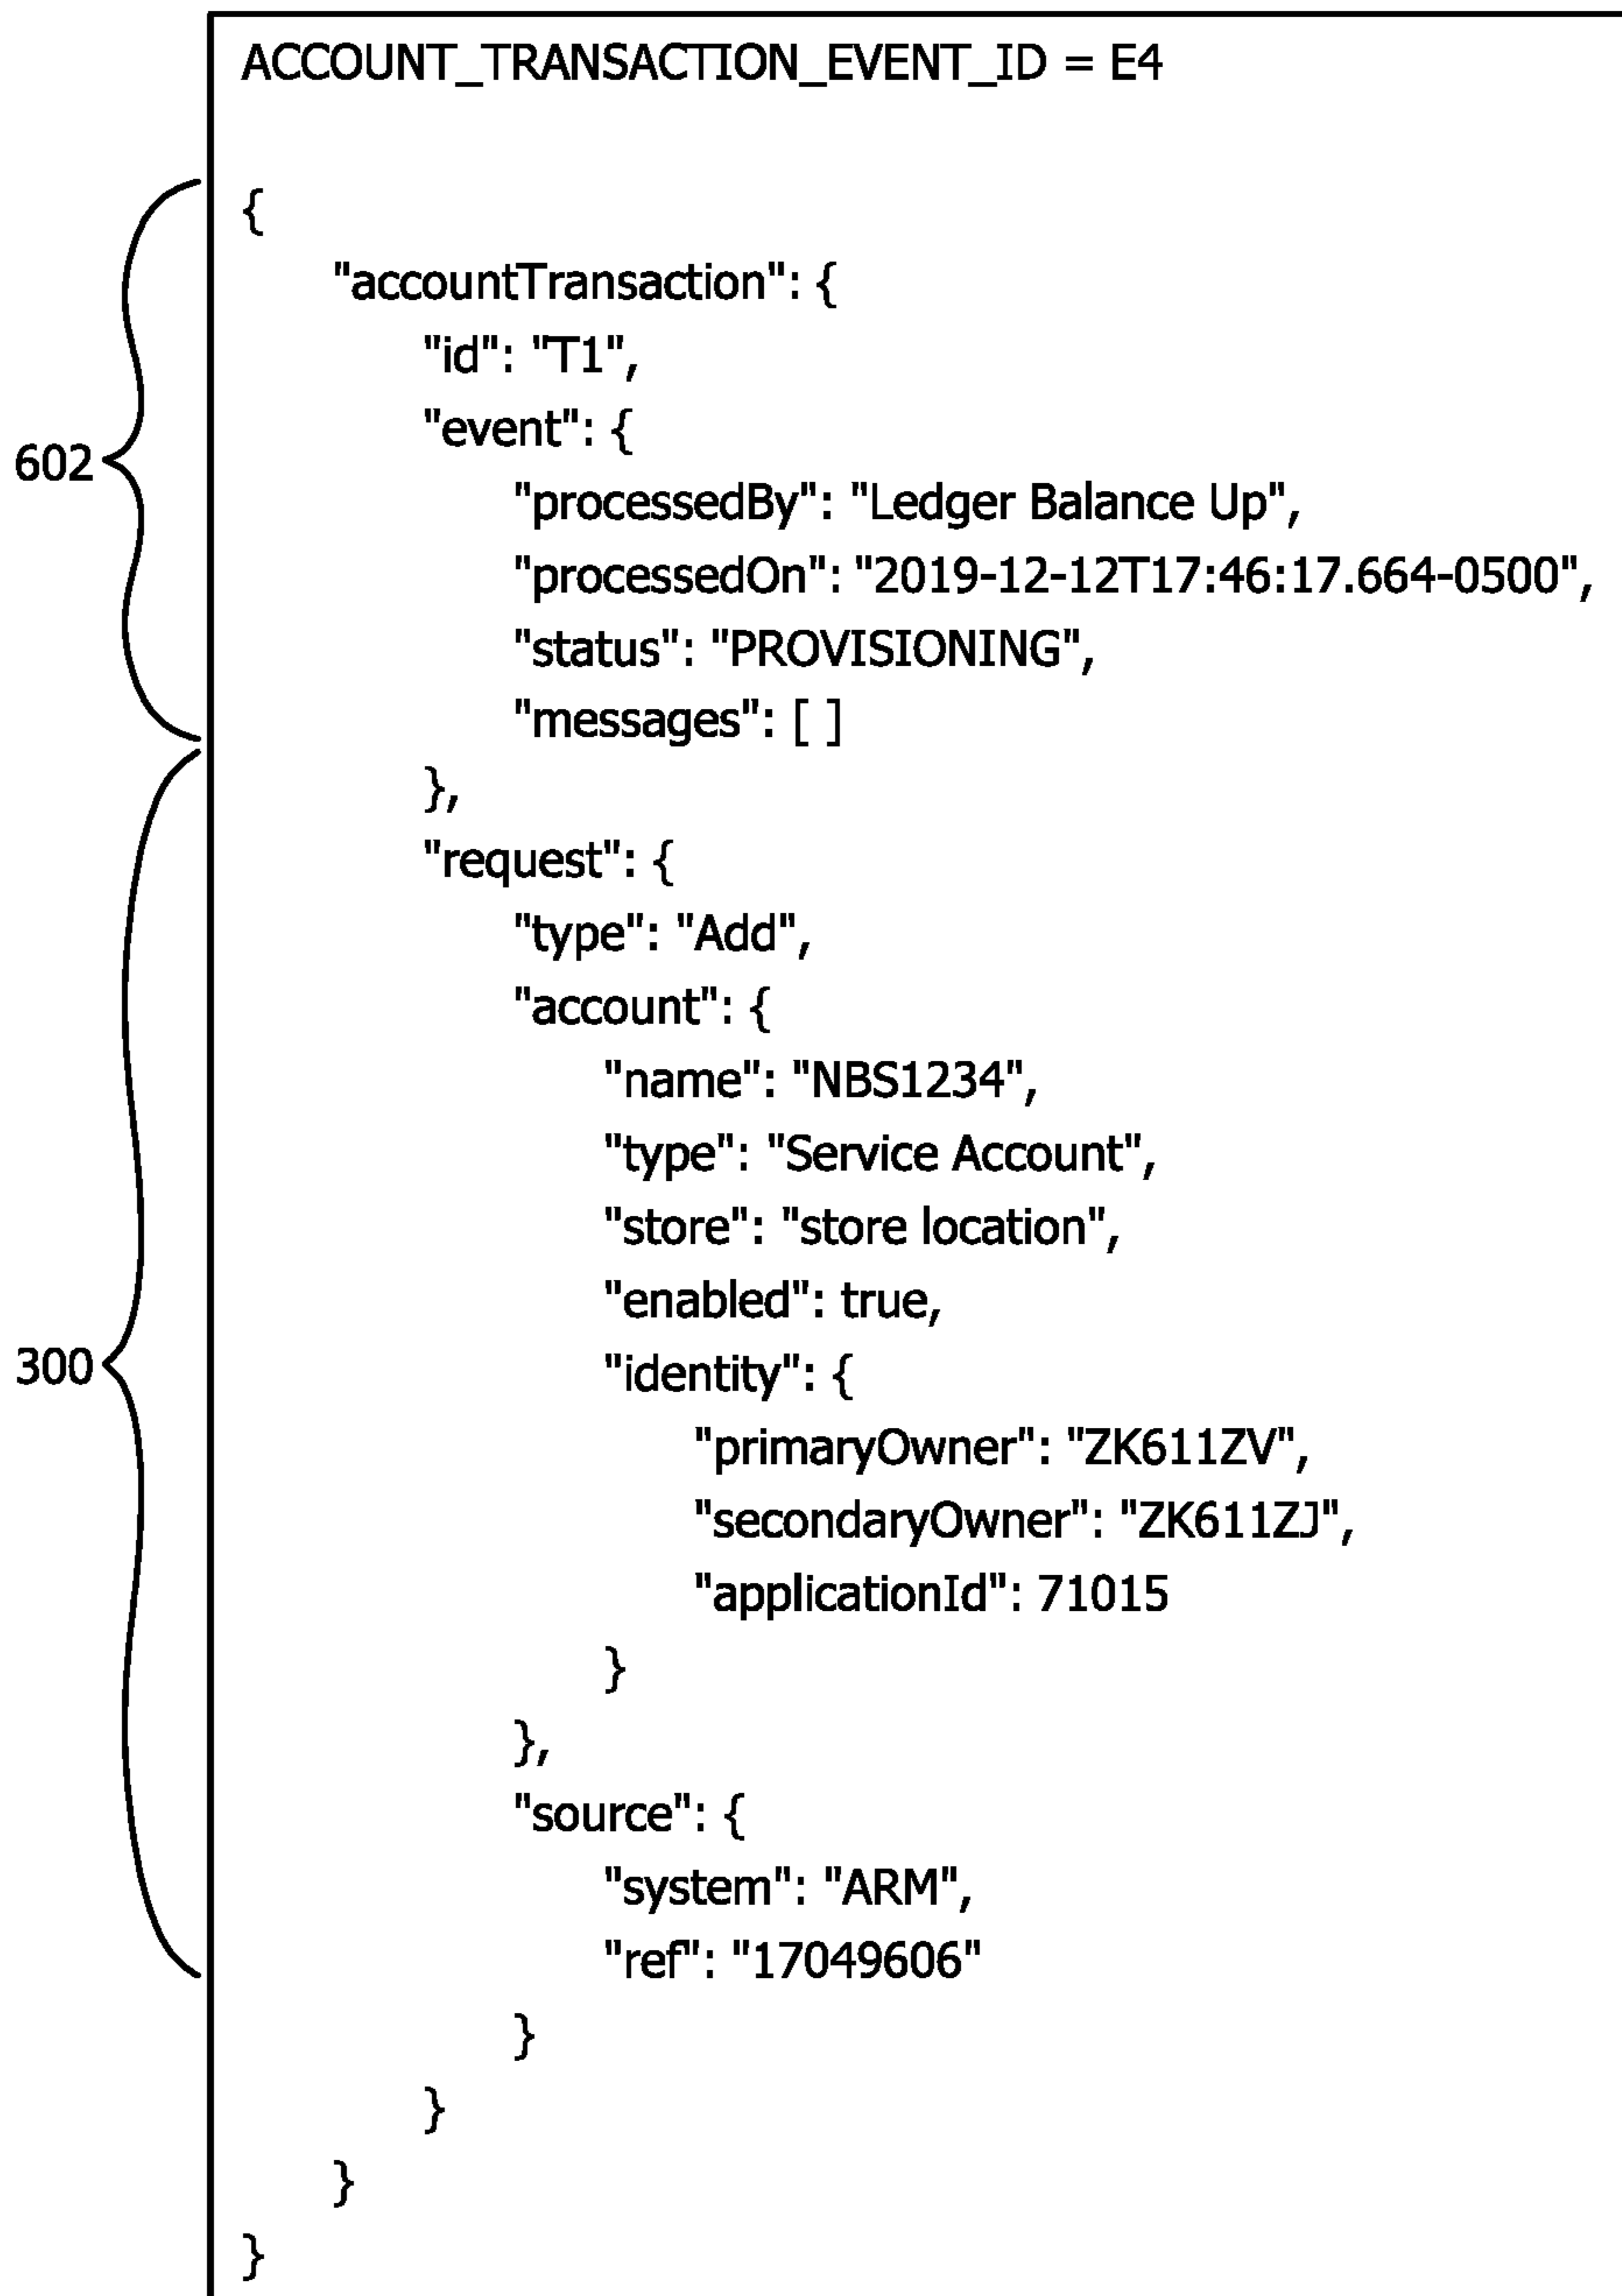 ACCOUNT_TRANSACTION_EVENT_ID = E4
{
"accountTransaction": {
"id": "T1",
"event": {
602
"processedBy": "Ledger Balance Up",
"processedOn": "2019-12-12T17:46:17.664-0500",
"status": "PROVISIONING",
"messages": [ ]
},
"request": {
"type": "Add",
"account": {
"name": "NBS1234",
"type": "Service Account",
"store": "store location",
"enabled": true,
300
"identity": {
"primaryOwner": "ZK611ZV",
"secondaryOwner": "ZK611ZJ",
"applicationId": 71015
}
},
"source": {
"system": "ARM",
"ref": "17049606"
}
}
}
}